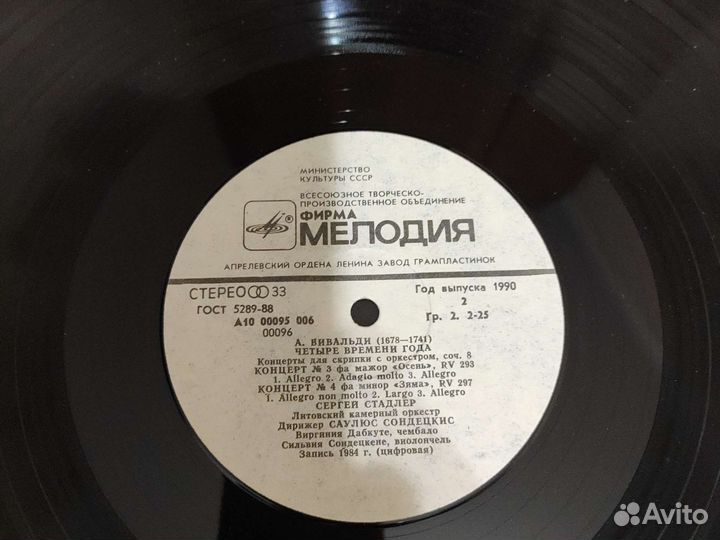 МИНИСТЕРСТВО
КУЛЬТУРЫ СССР
ВСЕСОЮЗНОЕ ТВОРЧЕСКО-
ПРОИЗВОДСТВЕННОЕ ОБЪЕДИНЕНИЕ
ФИРМА
МЕЛОДИЯ
АПРЕЛЕВСКИЙ ОРДЕНА ЛЕНИНА ЗАВОД ГРАМПЛАСТИНОК
СТЕРЕО 33
Год выпуска 1990
ГОСТ 5289-88
2
А10 00095 006
Гр. 2. 2-25
00096
А. ВИВАЛЬДИ (1678—1741)
ЧЕТЫРЕ ВРЕМЕНИ ГОДА
Концерты для скрипки с оркестром, соч. 8
КОНЦЕРТ № 3 фа мажор «Осень», RV 293
1. Allegro 2. Adagio molto 3. Allegro
КОНЦЕРТ № 4 фа минор «Зима», RV 297
1. Allegro non molto 2. Largo 3. Allegro
СЕРГЕЙ СТАДЛЕР
Литовский камерный оркестр
Дирижер САУЛЮС СОНДЕЦКИС
Виргиния Дабкуте, чембало
Сильвия Сондецкене, виолончель
Запись 1984 г. (цифровая)
Avito